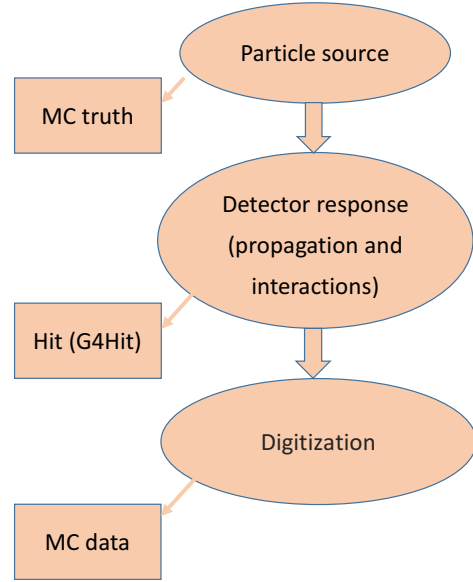 Particle source
MC truth
Detector response
(propagation and
interactions)
Hit (G4Hit)
Digitization
MC data